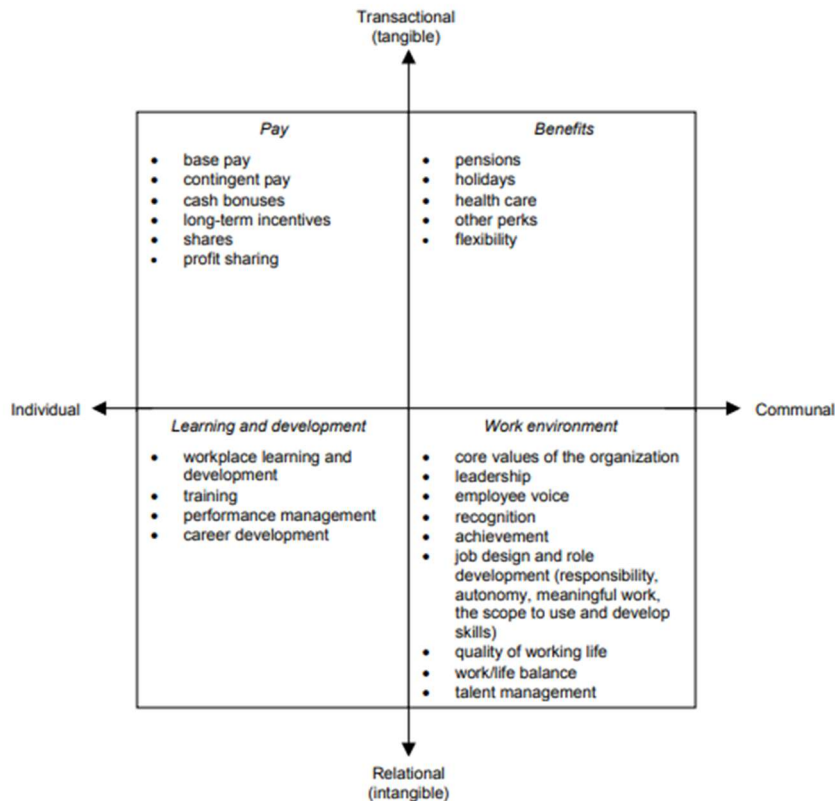 Transactional
(tangible)
Pay
• base pay
• contingent pay
• cash bonuses
• long-term incentives
• shares
• profit sharing
Benefits
• pensions
• holidays
• health care
• other perks
• flexibility
Individual
Communal
Learning and development
• workplace learning and
development
• training
• performance management
• career development
Work environment
• core values of the organization
• leadership
• employee voice
• recognition
• achievement
• job design and role
development (responsibility,
autonomy, meaningful work,
the scope to use and develop
skills)
• quality of working life
• work/life balance
• talent management
Relational
(intangible)